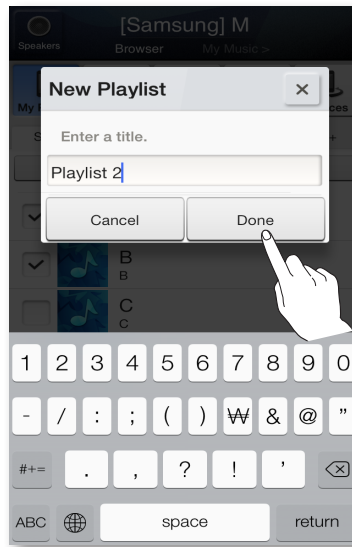 [Samsung] M
Speakers
Browser My Music >
New Playlist
Enter a title.
Playlist 2
Cancel Done
B
B
C
C
1 2 3 4 5 6 7 8 9 0
- / : ; ( ) ₩ & @ "
#+= . , ? ! '
ABC space return